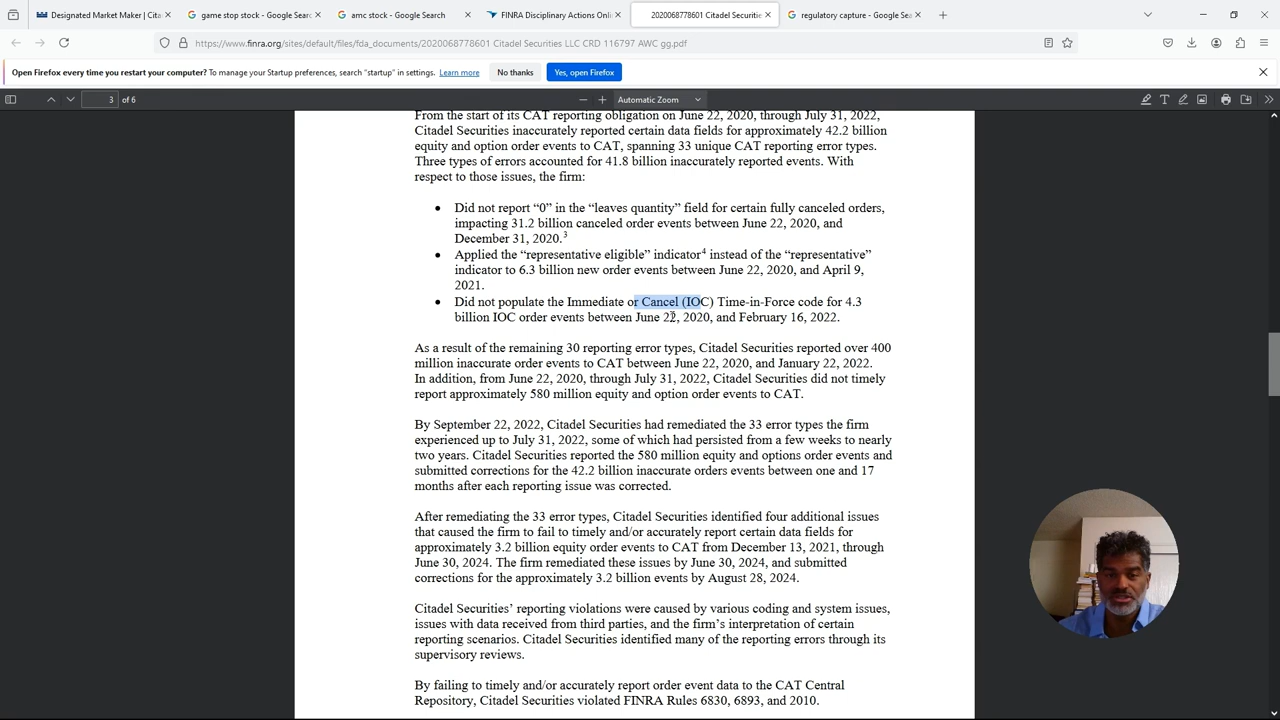 Designated Market Maker | Cita
game stop stock - Google Sear
amc stock - Google Search
FINRA Disciplinary Actions Onli
2020068778601 Citadel Securitie
regulatory capture - Google Sea
https://www.finra.org/sites/default/files/fda_documents/2020068778601 Citadel Securities LLC CRD 116797 AWC gg.pdf
Open Firefox every time you restart your computer? To manage your Startup preferences, search “startup” in settings. Learn more No thanks Yes, open Firefox
3 of 6 Automatic Zoom
From the start of its CAT reporting obligation on June 22, 2020, through July 31, 2022,
Citadel Securities inaccurately reported certain data fields for approximately 42.2 billion
equity and option order events to CAT, spanning 33 unique CAT reporting error types.
Three types of errors accounted for 41.8 billion inaccurately reported events. With
respect to those issues, the firm:
• Did not report “0” in the “leaves quantity” field for certain fully canceled orders,
impacting 31.2 billion canceled order events between June 22, 2020, and
December 31, 2020.3
• Applied the “representative eligible” indicator4 instead of the “representative”
indicator to 6.3 billion new order events between June 22, 2020, and April 9,
2021.
• Did not populate the Immediate or Cancel (IOC) Time-in-Force code for 4.3
billion IOC order events between June 22, 2020, and February 16, 2022.
As a result of the remaining 30 reporting error types, Citadel Securities reported over 400
million inaccurate order events to CAT between June 22, 2020, and January 22, 2022.
In addition, from June 22, 2020, through July 31, 2022, Citadel Securities did not timely
report approximately 580 million equity and option order events to CAT.
By September 22, 2022, Citadel Securities had remediated the 33 error types the firm
experienced up to July 31, 2022, some of which had persisted from a few weeks to nearly
two years. Citadel Securities reported the 580 million equity and options order events and
submitted corrections for the 42.2 billion inaccurate orders events between one and 17
months after each reporting issue was corrected.
After remediating the 33 error types, Citadel Securities identified four additional issues
that caused the firm to fail to timely and/or accurately report certain data fields for
approximately 3.2 billion equity order events to CAT from December 13, 2021, through
June 30, 2024. The firm remediated these issues by June 30, 2024, and submitted
corrections for the approximately 3.2 billion events by August 28, 2024.
Citadel Securities’ reporting violations were caused by various coding and system issues,
issues with data received from third parties, and the firm’s interpretation of certain
reporting scenarios. Citadel Securities identified many of the reporting errors through its
supervisory reviews.
By failing to timely and/or accurately report order event data to the CAT Central
Repository, Citadel Securities violated FINRA Rules 6830, 6893, and 2010.